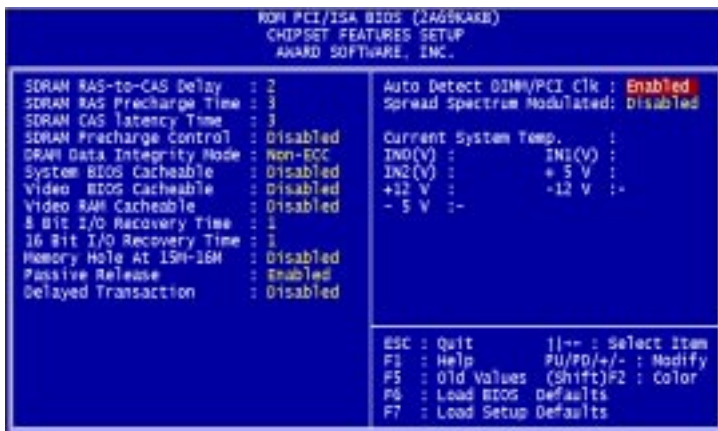 ROM PCI/ISA BIOS (2A69KAKB)
CHIPSET FEATURES SETUP
AWARD SOFTWARE, INC.
SDRAM RAS-to-CAS Delay : 2
SDRAM RAS Precharge Time : 3
SDRAM CAS latency Time : 3
SDRAM Precharge Control : Disabled
DRAM Data Integrity Mode : Non-ECC
System BIOS Cacheable : Disabled
Video BIOS Cacheable : Disabled
Video RAM Cacheable : Disabled
8 Bit I/O Recovery Time : 1
16 Bit I/O Recovery Time : 1
Memory Hole At 15M-16M : Disabled
Passive Release : Enabled
Delayed Transaction : Disabled
Auto Detect DIMM/PCI Clk : Enabled
Spread Spectrum Modulated: Disabled
Current System Temp. :
IN0(V) : IN1(V) :
IN2(V) : + 5 V :
+12 V : -12 V :-
- 5 V :-
ESC : Quit : Select Item
F1 : Help PU/PD/+/- : Modify
F5 : Old Values (Shift)F2 : Color
F6 : Load BIOS Defaults
F7 : Load Setup Defaults